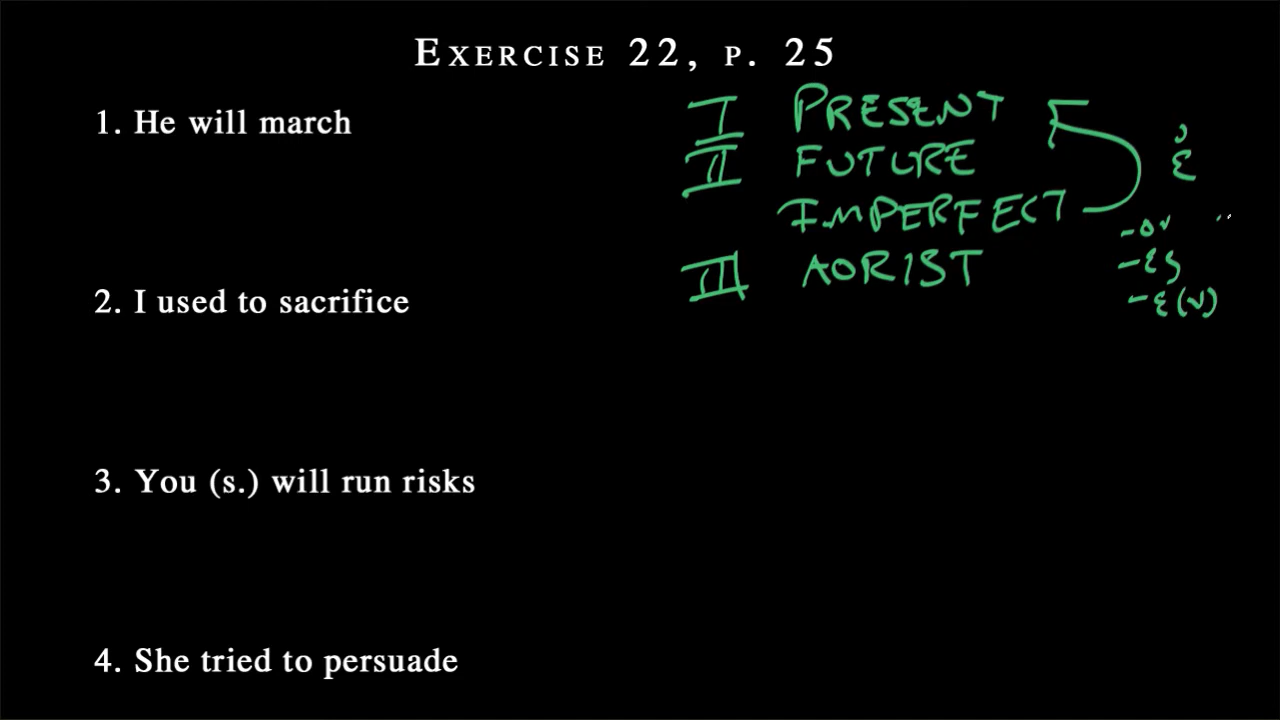 Exercise 22, p. 25
1. He will march
I PRESENT
II FUTURE
IMPERFECT
III AORIST
ἐ
-ον
-ες
-ε(ν)
2. I used to sacrifice
3. You (s.) will run risks
4. She tried to persuade